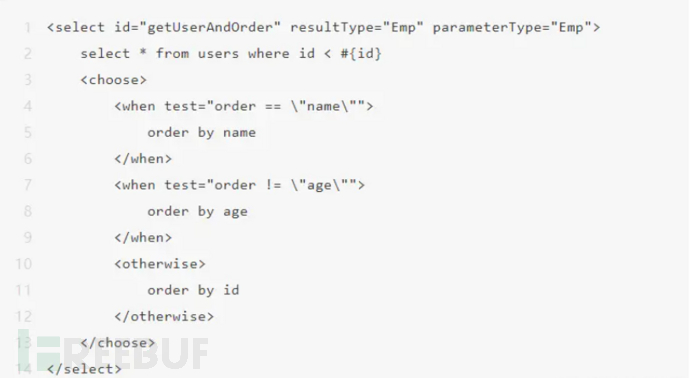 1 <select id="getUserAndOrder" resultType="Emp" parameterType="Emp">
2     select * from users where id < #{id}
3     <choose>
4         <when test="order == \"name\"">
5             order by name
6         </when>
7         <when test="order != \"age\"">
8             order by age
9         </when>
10         <otherwise>
11             order by id
12         </otherwise>
13     </choose>
14 </select>
FREEBUF